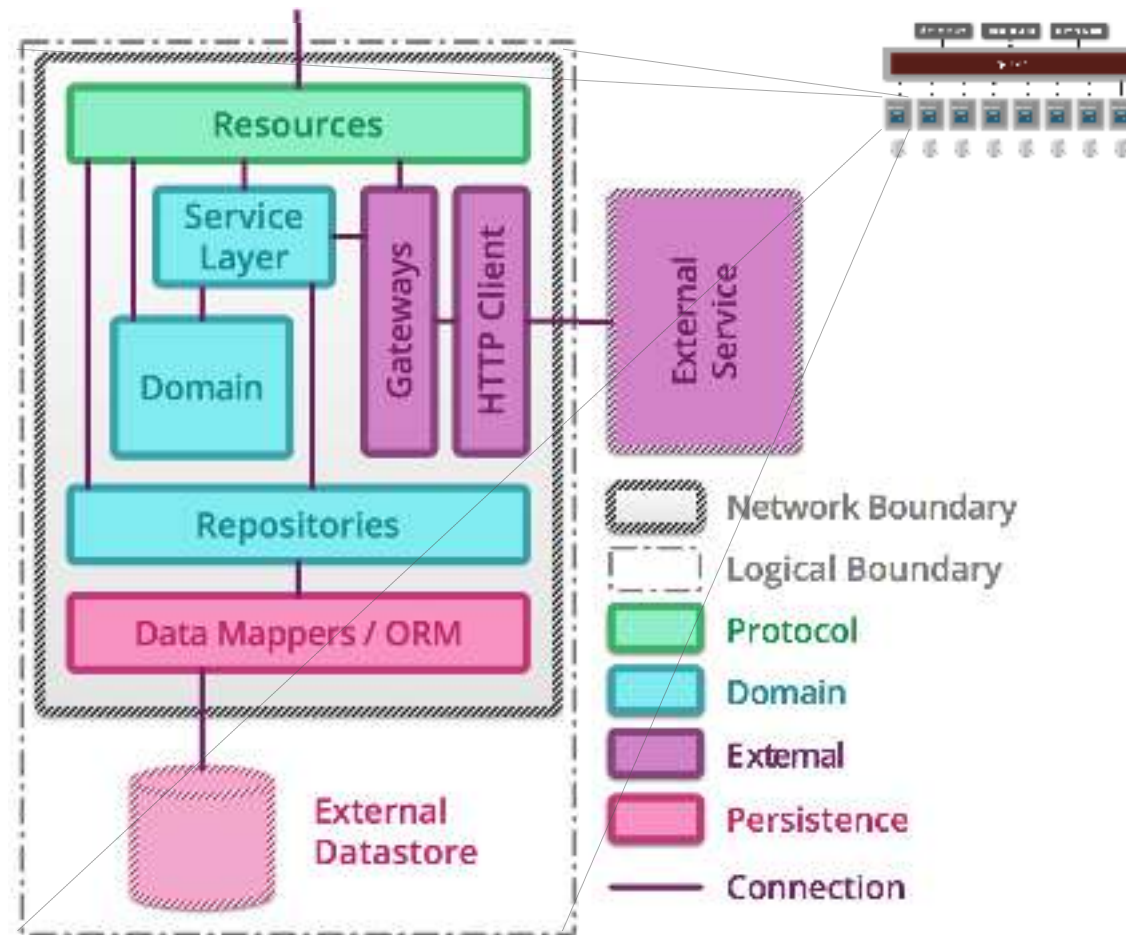 Resources
Service
Layer
Gateways
HTTP Client
Domain
Repositories
Data Mappers / ORM
External
Datastore
External
Service
Network Boundary
Logical Boundary
Protocol
Domain
External
Persistence
Connection